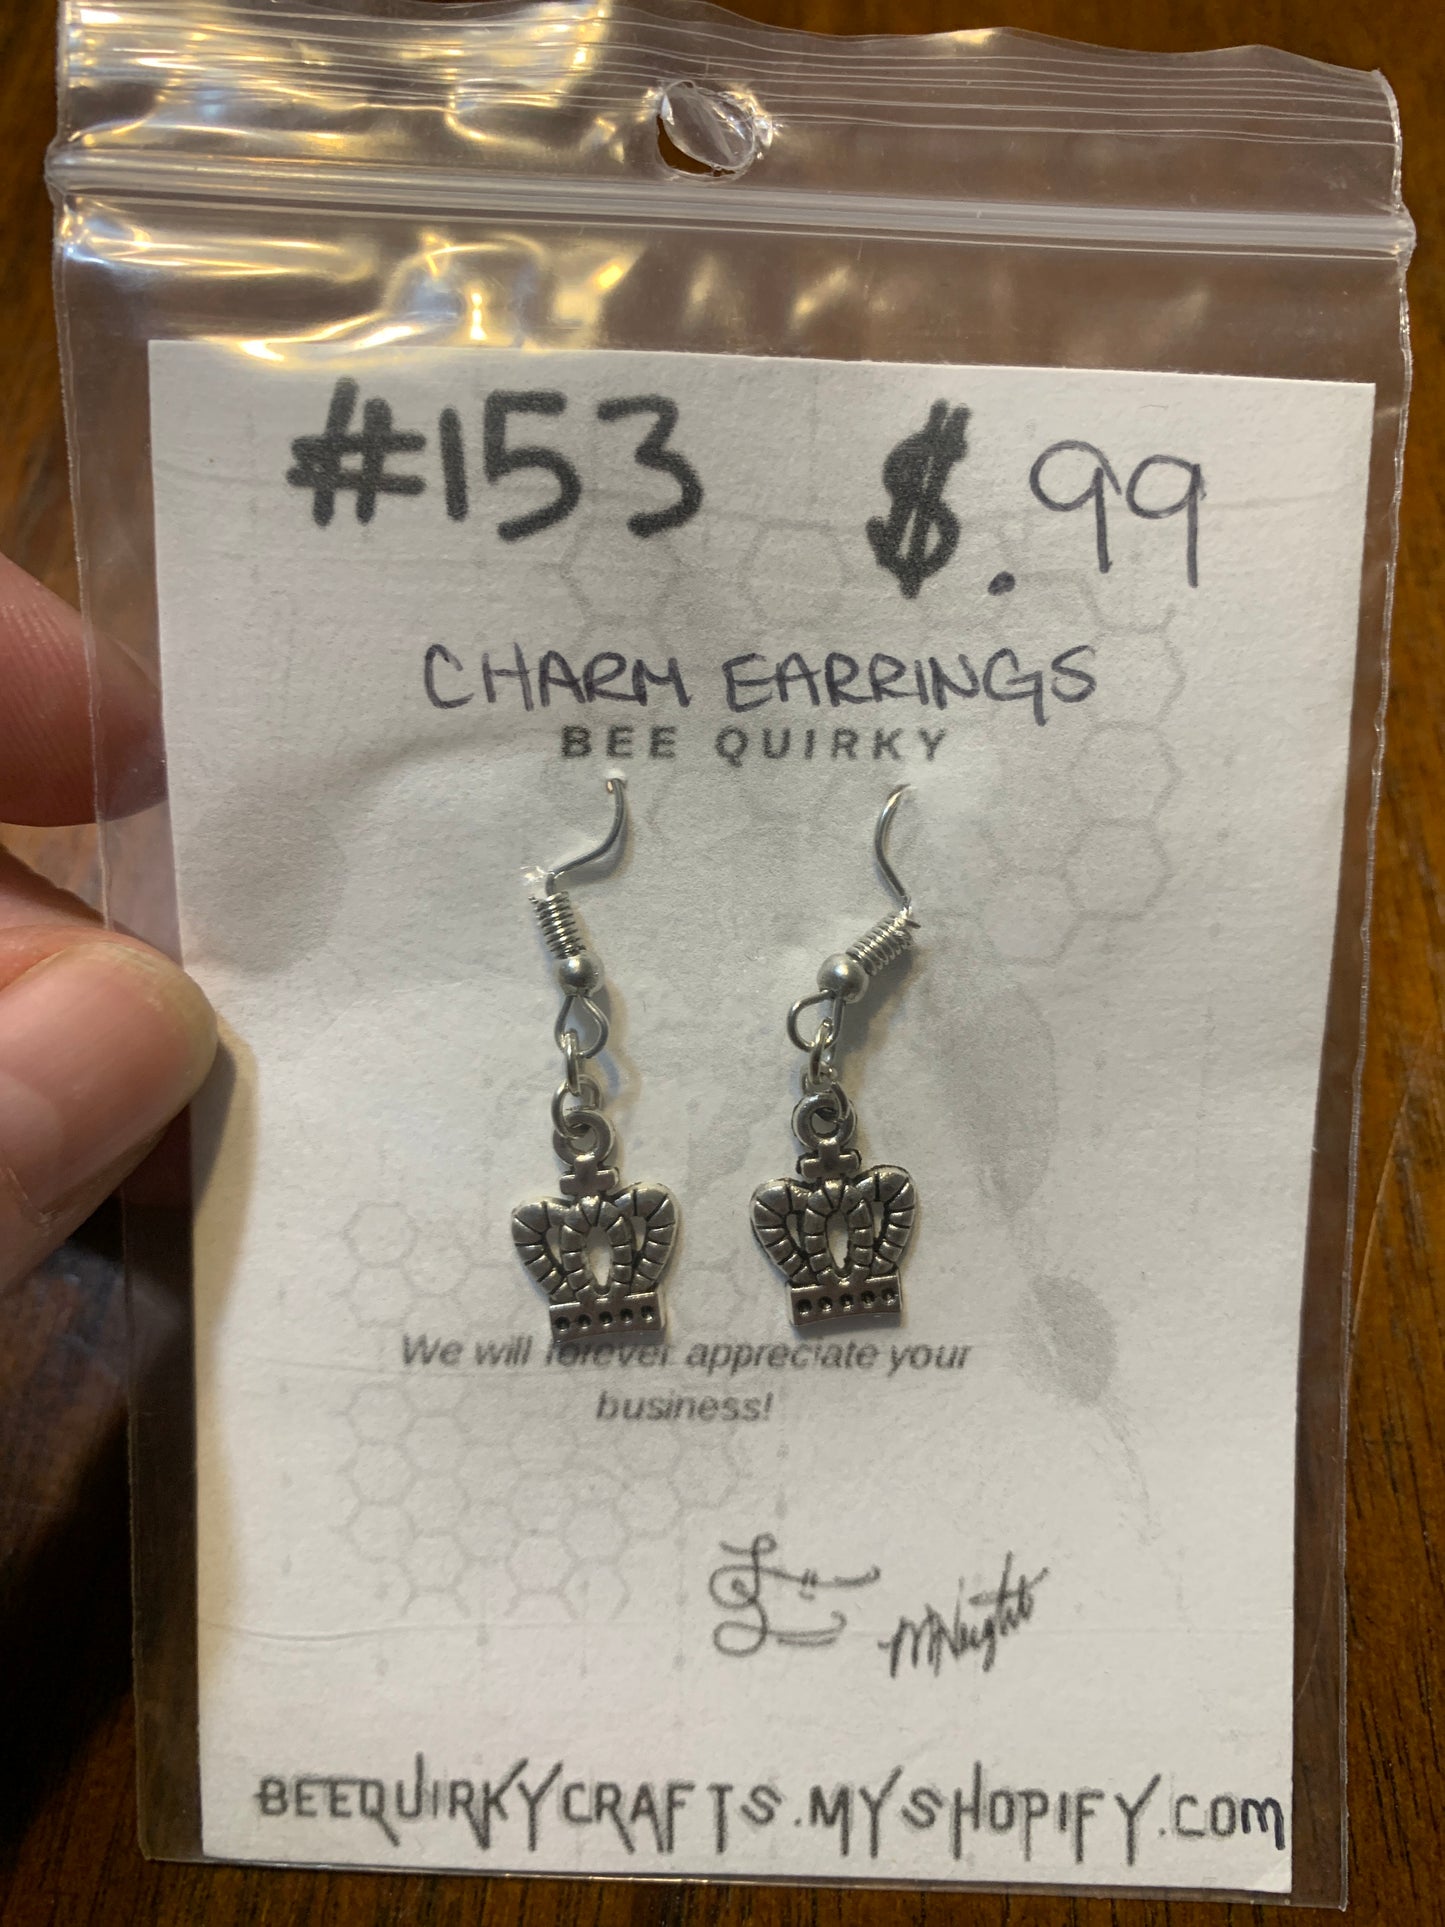 #153 $.99
CHARM EARRINGS
BEE QUIRKY
We will forever appreciate your
business!
BEEQUIRKYCRAFTS.MYSHOPIFY.COM